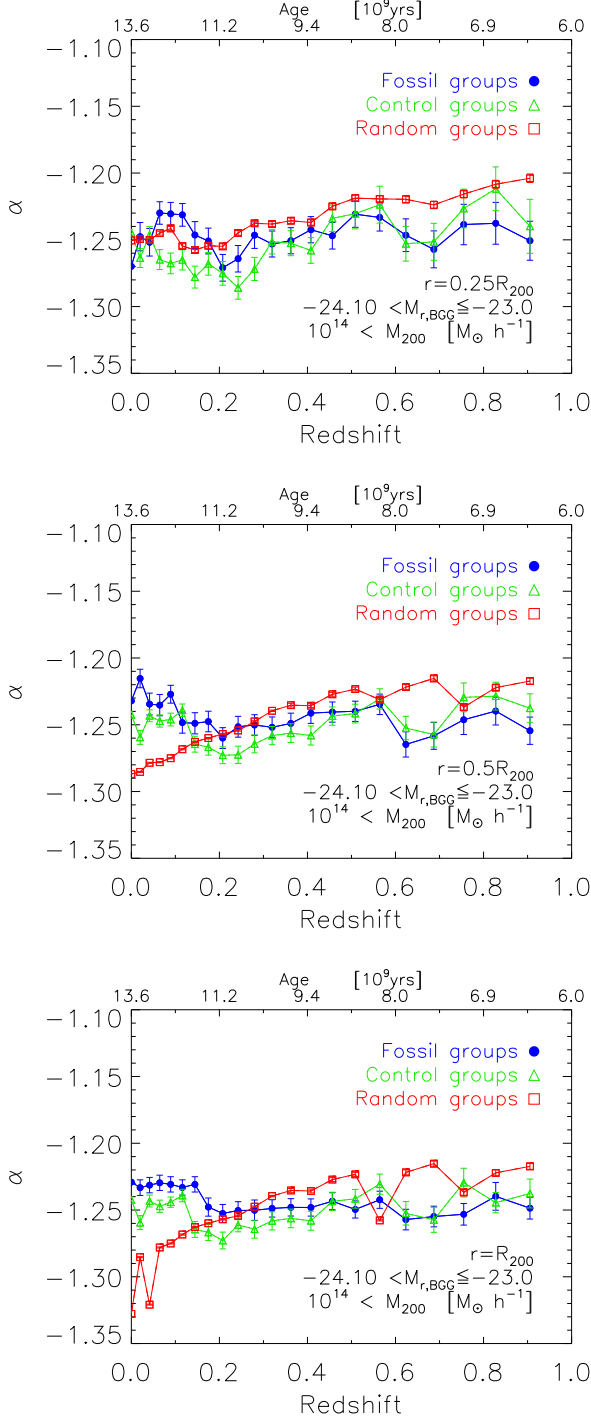 Age [10⁹yrs]
13.6 11.2 9.4 8.0 6.9 6.0
−1.10
Fossil groups
Control groups
−1.15
Random groups
−1.20
α
−1.25
r=0.25R₂₀₀
−1.30
−24.10 <M_r,BGG≦−23.0
10¹⁴ < M₂₀₀ [M⊙ h⁻¹]
−1.35
0.0 0.2 0.4 0.6 0.8 1.0
Redshift
Age [10⁹yrs]
13.6 11.2 9.4 8.0 6.9 6.0
−1.10
Fossil groups
Control groups
−1.15
Random groups
−1.20
α
−1.25
r=0.5R₂₀₀
−1.30
−24.10 <M_r,BGG≦−23.0
10¹⁴ < M₂₀₀ [M⊙ h⁻¹]
−1.35
0.0 0.2 0.4 0.6 0.8 1.0
Redshift
Age [10⁹yrs]
13.6 11.2 9.4 8.0 6.9 6.0
−1.10
Fossil groups
Control groups
−1.15
Random groups
−1.20
α
−1.25
r=R₂₀₀
−1.30
−24.10 <M_r,BGG≦−23.0
10¹⁴ < M₂₀₀ [M⊙ h⁻¹]
−1.35
0.0 0.2 0.4 0.6 0.8 1.0
Redshift